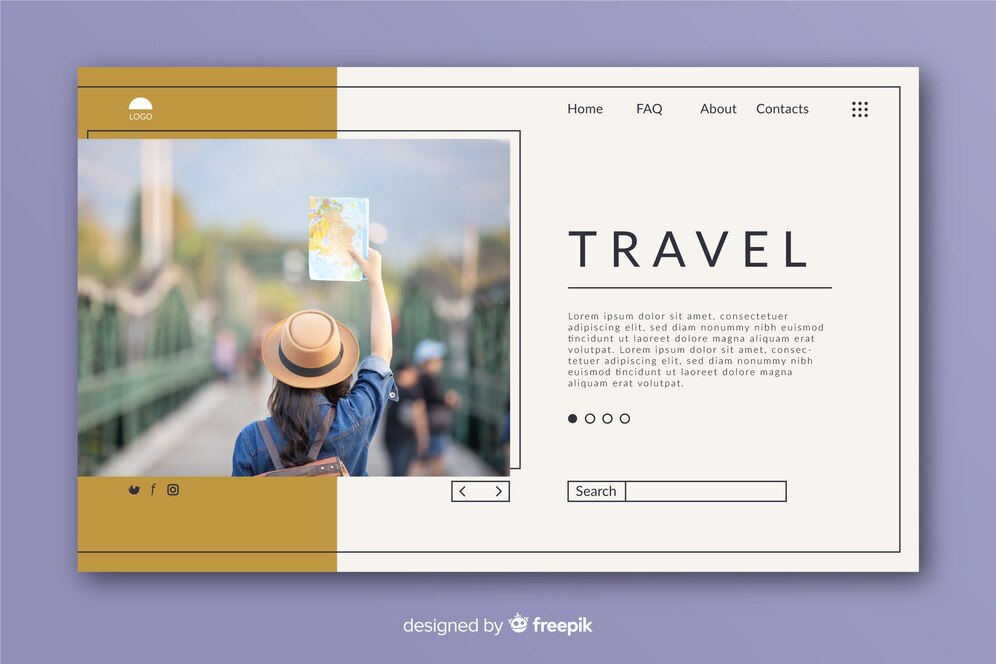 LOGO
Home FAQ About Contacts
TRAVEL
Lorem ipsum dolor sit amet, consectetuer
adipiscing elit, sed diam nonummy nibh euismod
tincidunt ut laoreet dolore magna aliquam erat
volutpat. Lorem ipsum dolor sit amet, consec-
tetuer adipiscing elit, sed diam nonummy nibh
euismod tincidunt ut laoreet dolore magna
aliquam erat volutpat.
Search
designed by freepik